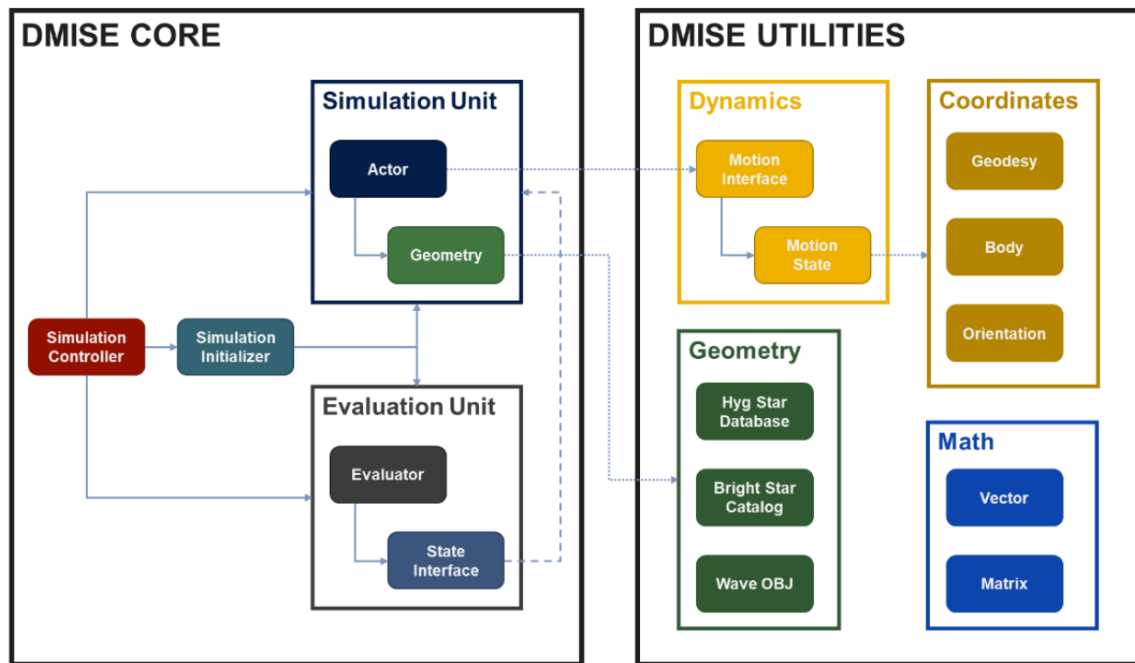 DMISE CORE
Simulation Unit
Actor
Geometry
Simulation
Controller
Simulation
Initializer
Evaluation Unit
Evaluator
State
Interface
DMISE UTILITIES
Dynamics
Motion
Interface
Motion
State
Coordinates
Geodesy
Body
Orientation
Geometry
Hyg Star
Database
Bright Star
Catalog
Wave OBJ
Math
Vector
Matrix